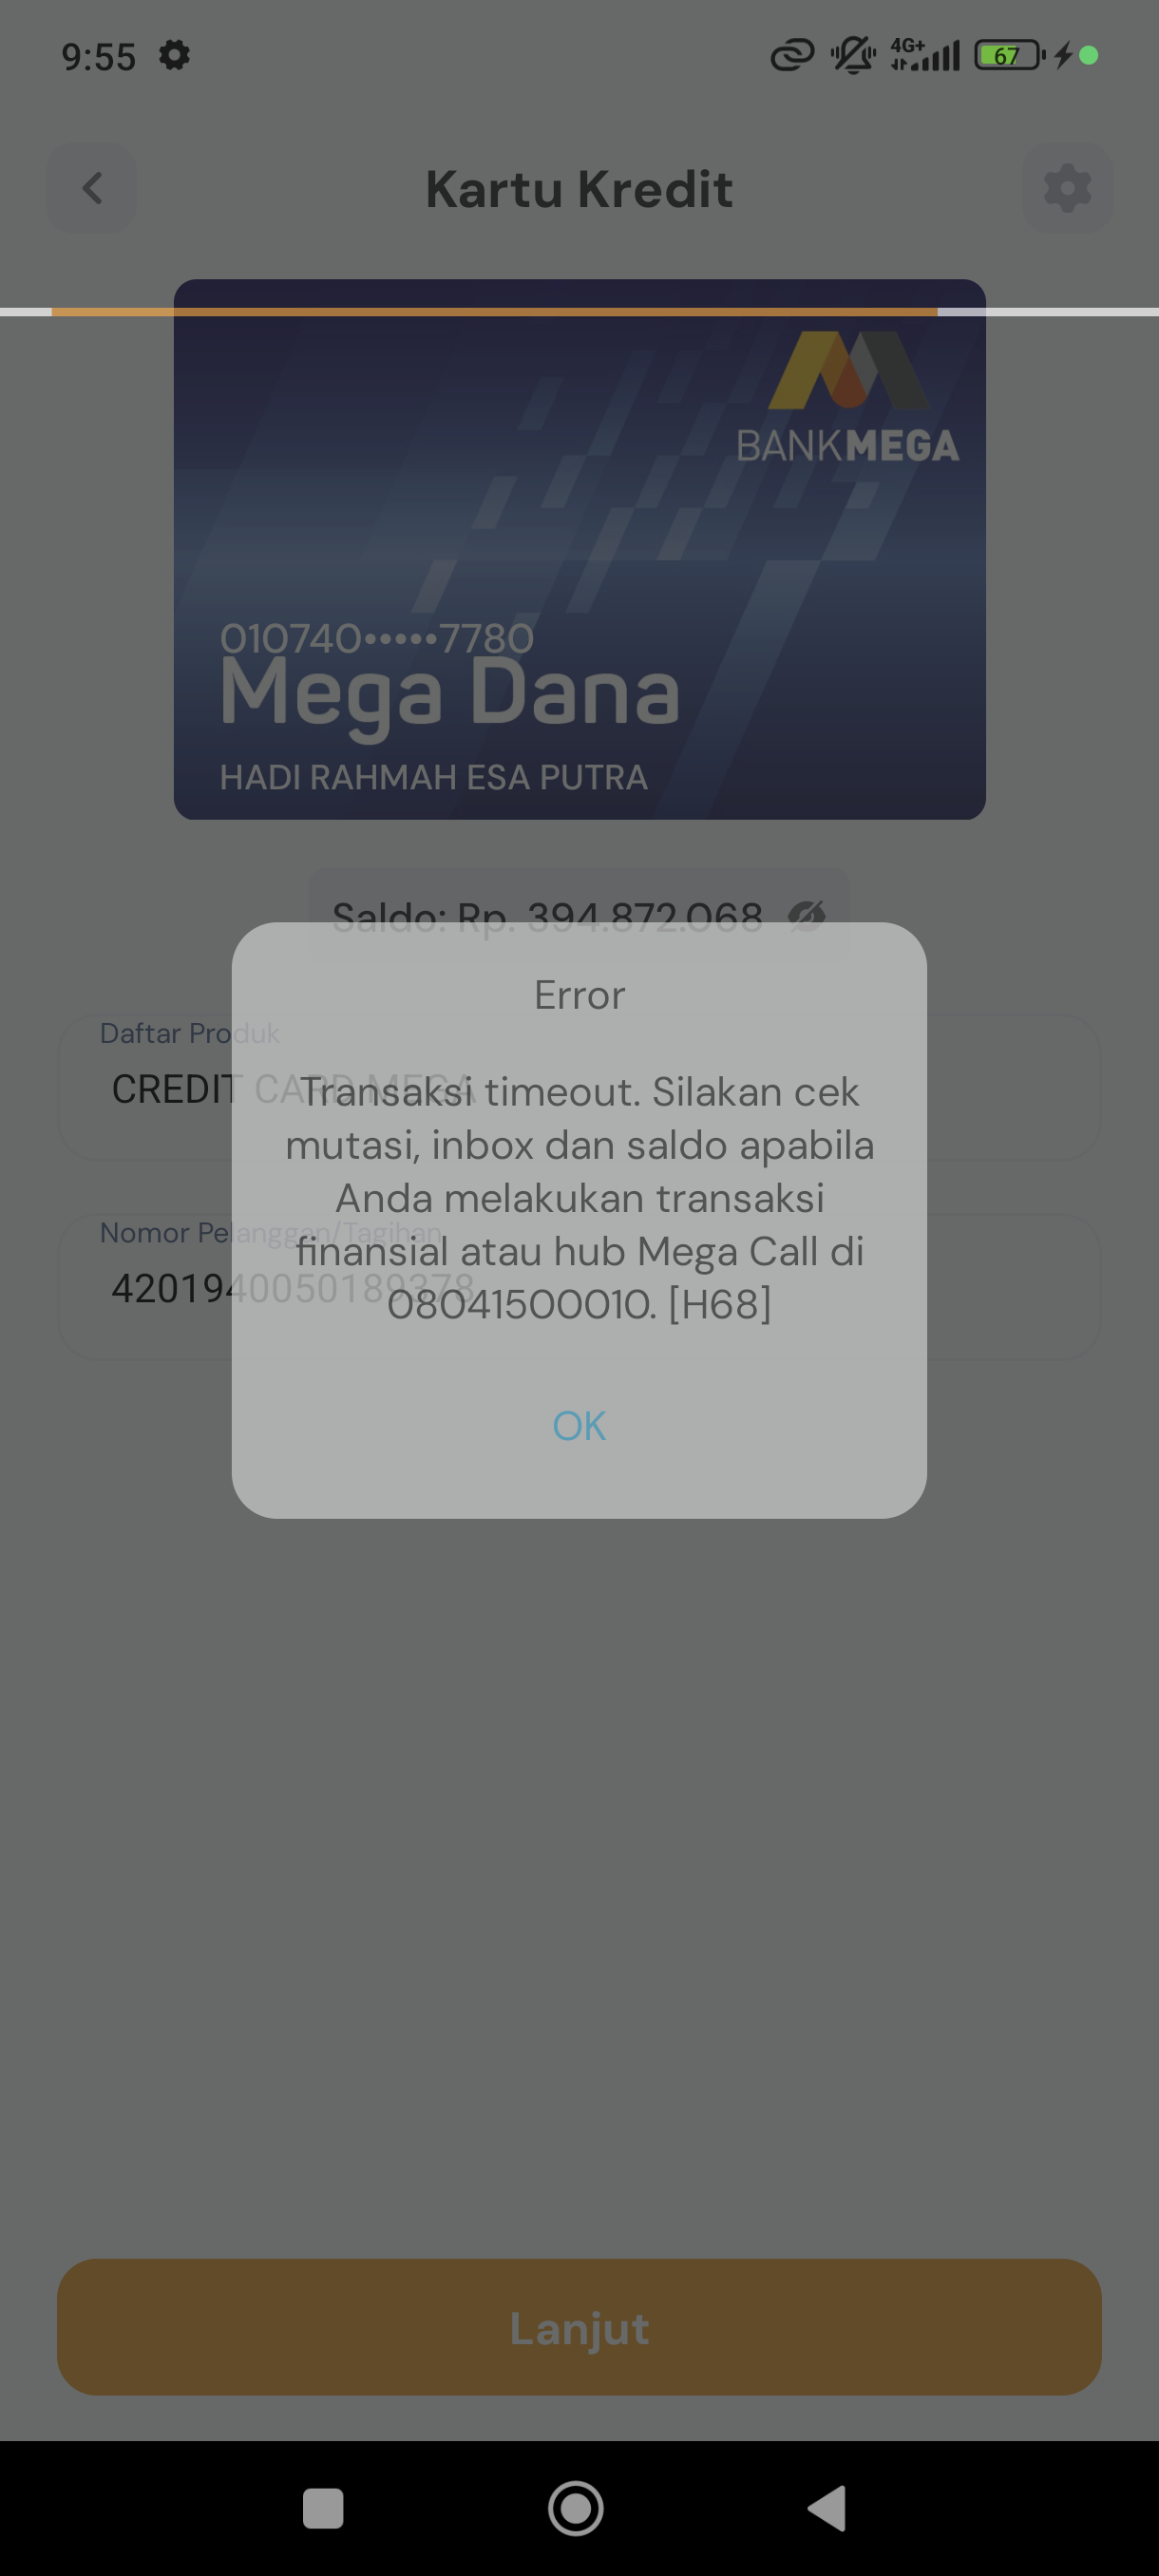 9:55
4G+
67
Kartu Kredit
BANKMEGA
010740•••••7780
Mega Dana
HADI RAHMAH ESA PUTRA
Saldo: Rp. 394.872.068
Error
Daftar Produk
CREDIT CARD MEGA
Transaksi timeout. Silakan cek
mutasi, inbox dan saldo apabila
Anda melakukan transaksi
finansial atau hub Mega Call di
08041500010. [H68]
Nomor Pelanggan/Tagihan
4201940050189378
OK
Lanjut